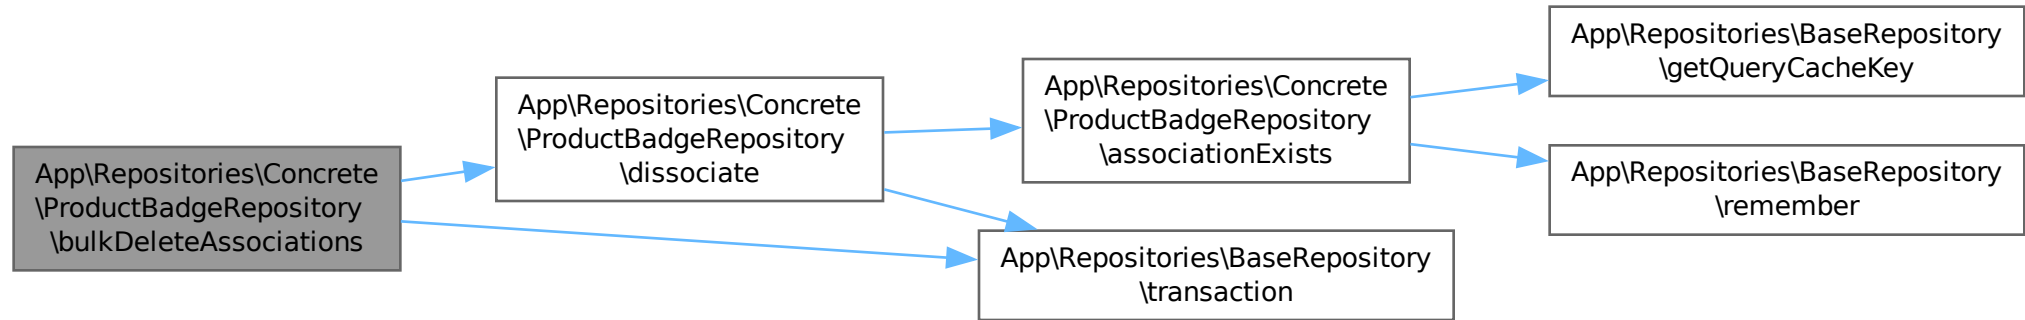 App\Repositories\Concrete
\ProductBadgeRepository
\bulkDeleteAssociations
App\Repositories\Concrete
\ProductBadgeRepository
\dissociate
App\Repositories\Concrete
\ProductBadgeRepository
\associationExists
App\Repositories\BaseRepository
\transaction
App\Repositories\BaseRepository
\getQueryCacheKey
App\Repositories\BaseRepository
\remember